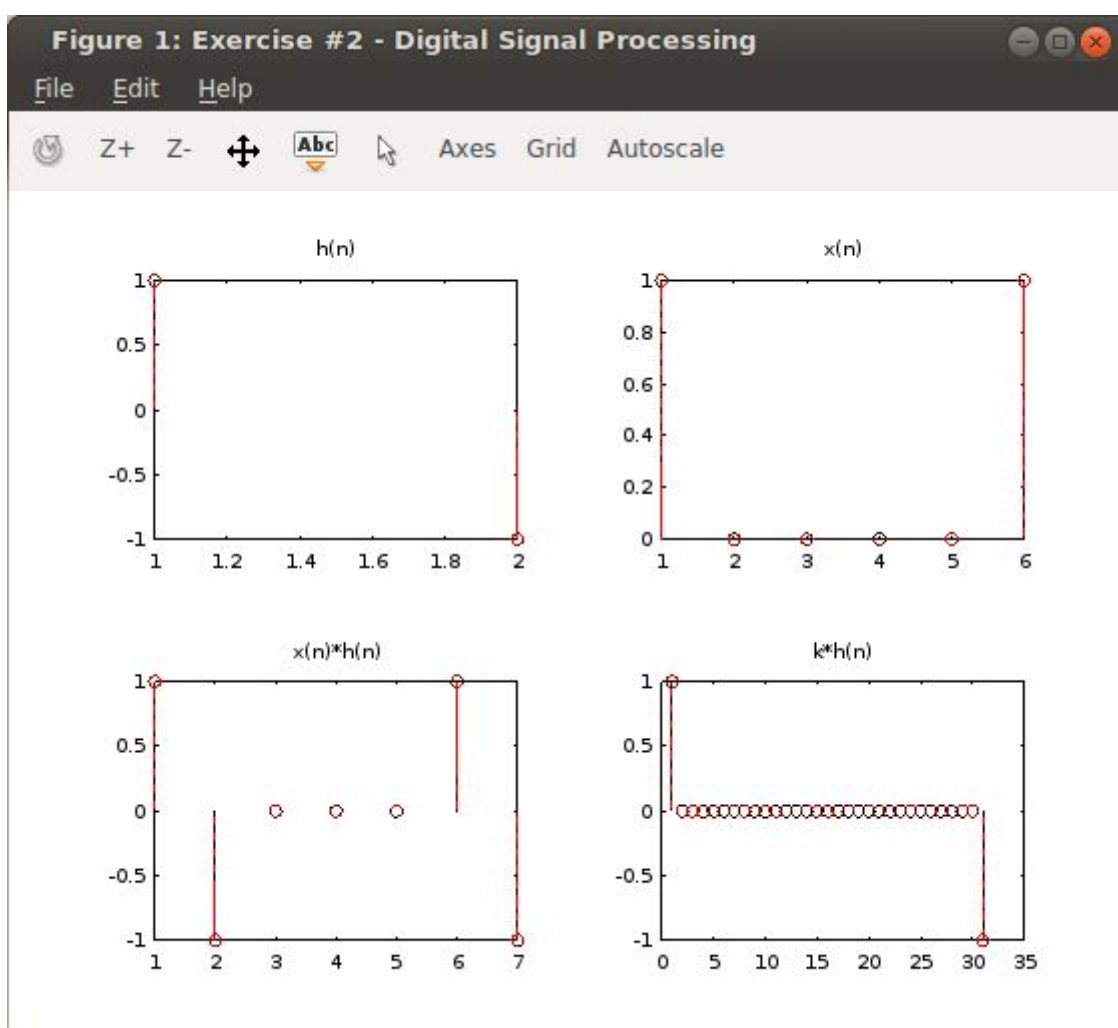 Figure 1: Exercise #2 - Digital Signal Processing
File Edit Help
Z+ Z- Abc Axes Grid Autoscale
h(n)
1
0.5
0
-0.5
-1
1 1.2 1.4 1.6 1.8 2
x(n)
1
0.8
0.6
0.4
0.2
0
1 2 3 4 5 6
x(n)*h(n)
1
0.5
0
-0.5
-1
1 2 3 4 5 6 7
k*h(n)
1
0.5
0
-0.5
-1
0 5 10 15 20 25 30 35